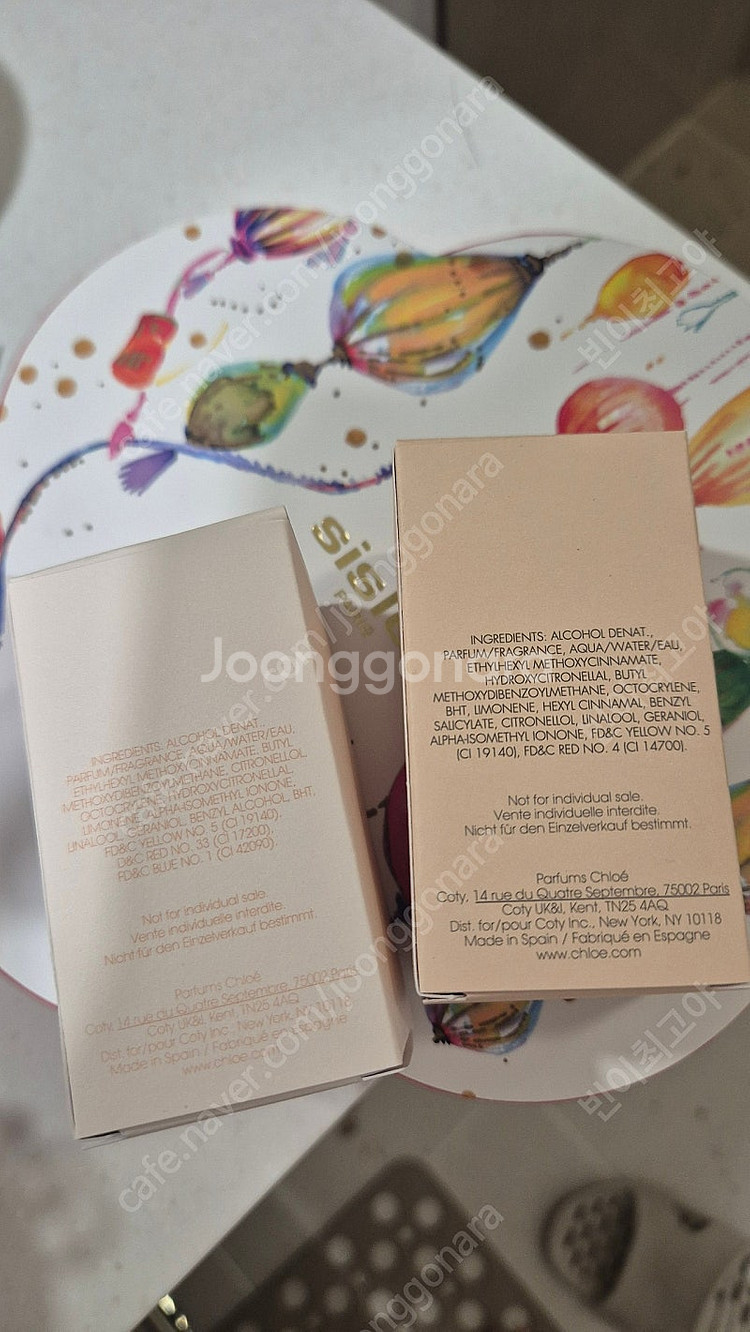 sisl
INGREDIENTS: ALCOHOL DENAT.,
PARFUM/FRAGRANCE, AQUA/WATER/EAU,
ETHYLHEXYL METHOXYCINNAMATE, BUTYL
METHOXYDIBENZOYLMETHANE, CITRONELLOL
OCTOCRYLENE, HYDROXYCITRONELLAL
LIMONENE, ALPHA-ISOMETHYL IONONE,
LINALOOL, GERANIOL, BENZYL ALCOHOL, BHT,
FD&C YELLOW NO. 5 (CI 19140),
D&C RED NO. 33 (CI 17200),
FD&C BLUE NO. 1 (CI 42090).
Not for individual sale.
Vente individuelle interdite.
Nicht für den Einzelverkauf bestimmt.
Parfums Chloé
Coty, 14 rue du Quatre Septembre, 75002 Paris
Coty UK&I, Kent, TN25 4AQ
Dist. for/pour Coty Inc., New York, NY 10118
Made in Spain / Fabriqué en Espagne
www.chloe.com
INGREDIENTS: ALCOHOL DENAT.,
PARFUM/FRAGRANCE, AQUA/WATER/EAU,
ETHYLHEXYL METHOXYCINNAMATE,
HYDROXYCITRONELLAL, BUTYL
METHOXYDIBENZOYLMETHANE, OCTOCRYLENE,
BHT, LIMONENE, HEXYL CINNAMAL, BENZYL
SALICYLATE, CITRONELLOL, LINALOOL, GERANIOL,
ALPHA-ISOMETHYL IONONE, FD&C YELLOW NO. 5
(CI 19140), FD&C RED NO. 4 (CI 14700).
Not for individual sale.
Vente individuelle interdite.
Nicht für den Einzelverkauf bestimmt.
Parfums Chloé
Coty, 14 rue du Quatre Septembre, 75002 Paris
Coty UK&I, Kent, TN25 4AQ
Dist. for/pour Coty Inc., New York, NY 10118
Made in Spain / Fabriqué en Espagne
www.chloe.com
Joonggonara
cafe.naver.com/joonggonara
빈이최고야